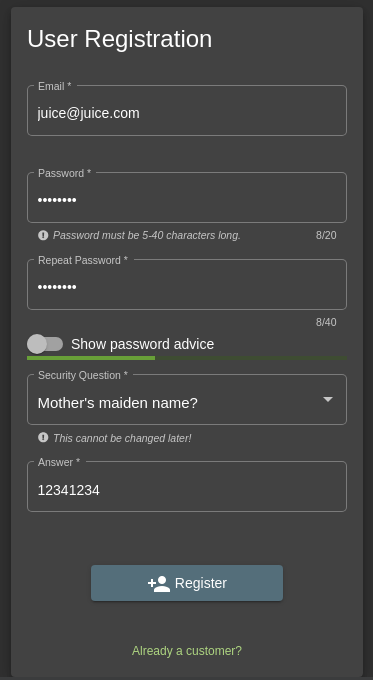 User Registration
Email *
juice@juice.com
Password *
••••••••
Password must be 5-40 characters long.
8/20
Repeat Password *
••••••••
8/40
Show password advice
Security Question *
Mother's maiden name?
This cannot be changed later!
Answer *
12341234
Register
Already a customer?